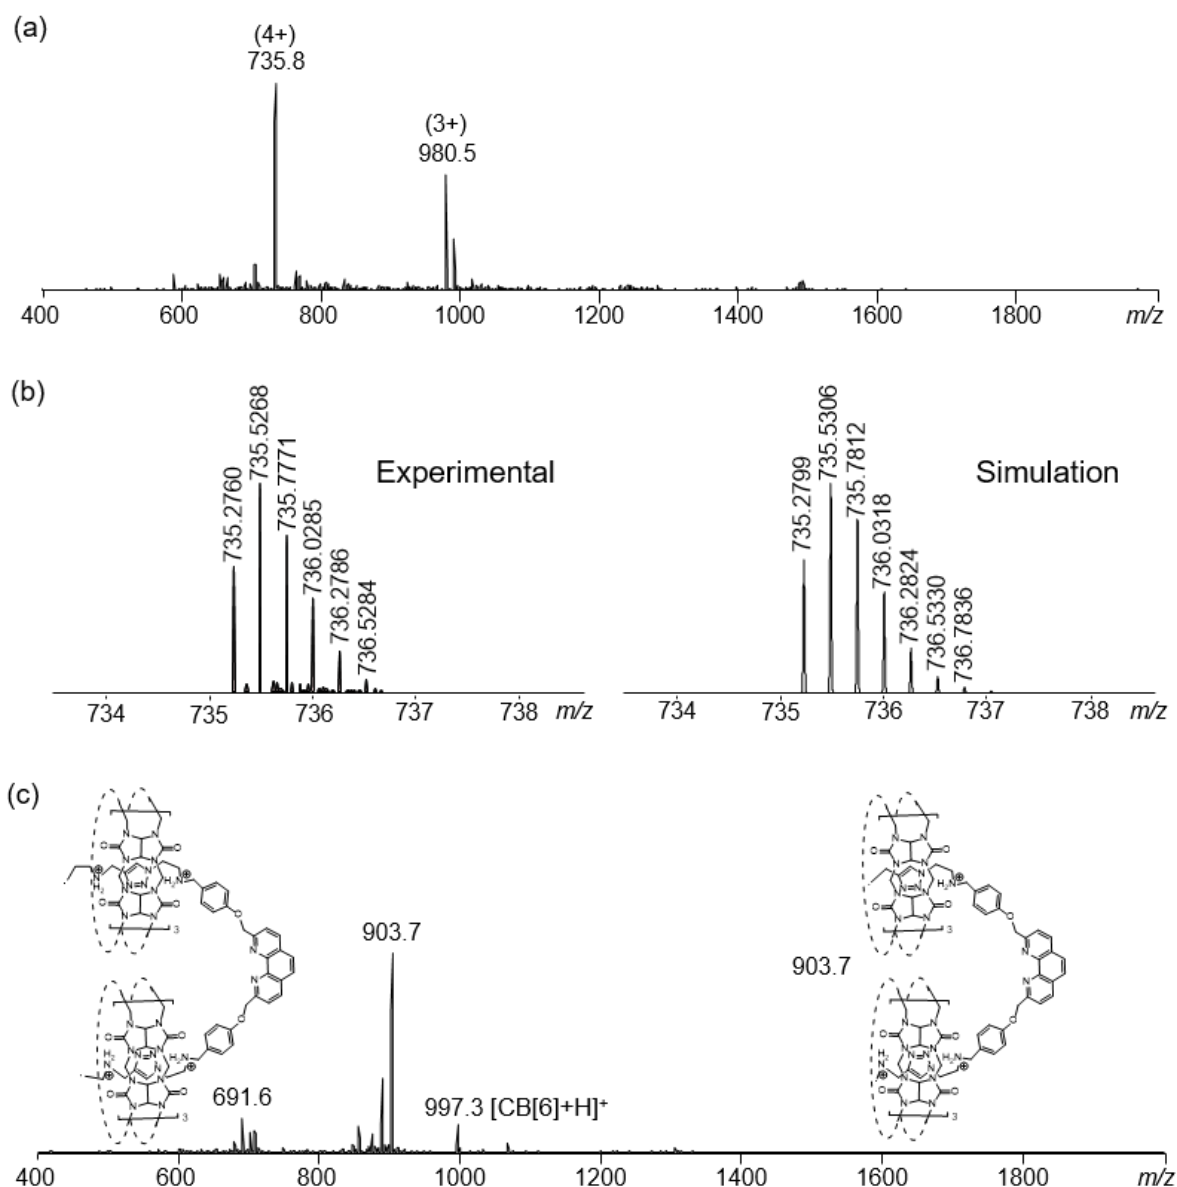 (a)
(4+)
735.8
(3+)
980.5
400 600 800 1000 1200 1400 1600 1800 m/z
(b)
735.2760
735.5268
735.7771
736.0285
736.2786
736.5284
Experimental
734 735 736 737 738 m/z
735.2799
735.5306
735.7812
736.0318
736.2824
736.5330
736.7836
Simulation
734 735 736 737 738 m/z
(c)
903.7
691.6
997.3 [CB[6]+H]+
903.7
400 600 800 1000 1200 1400 1600 1800 m/z